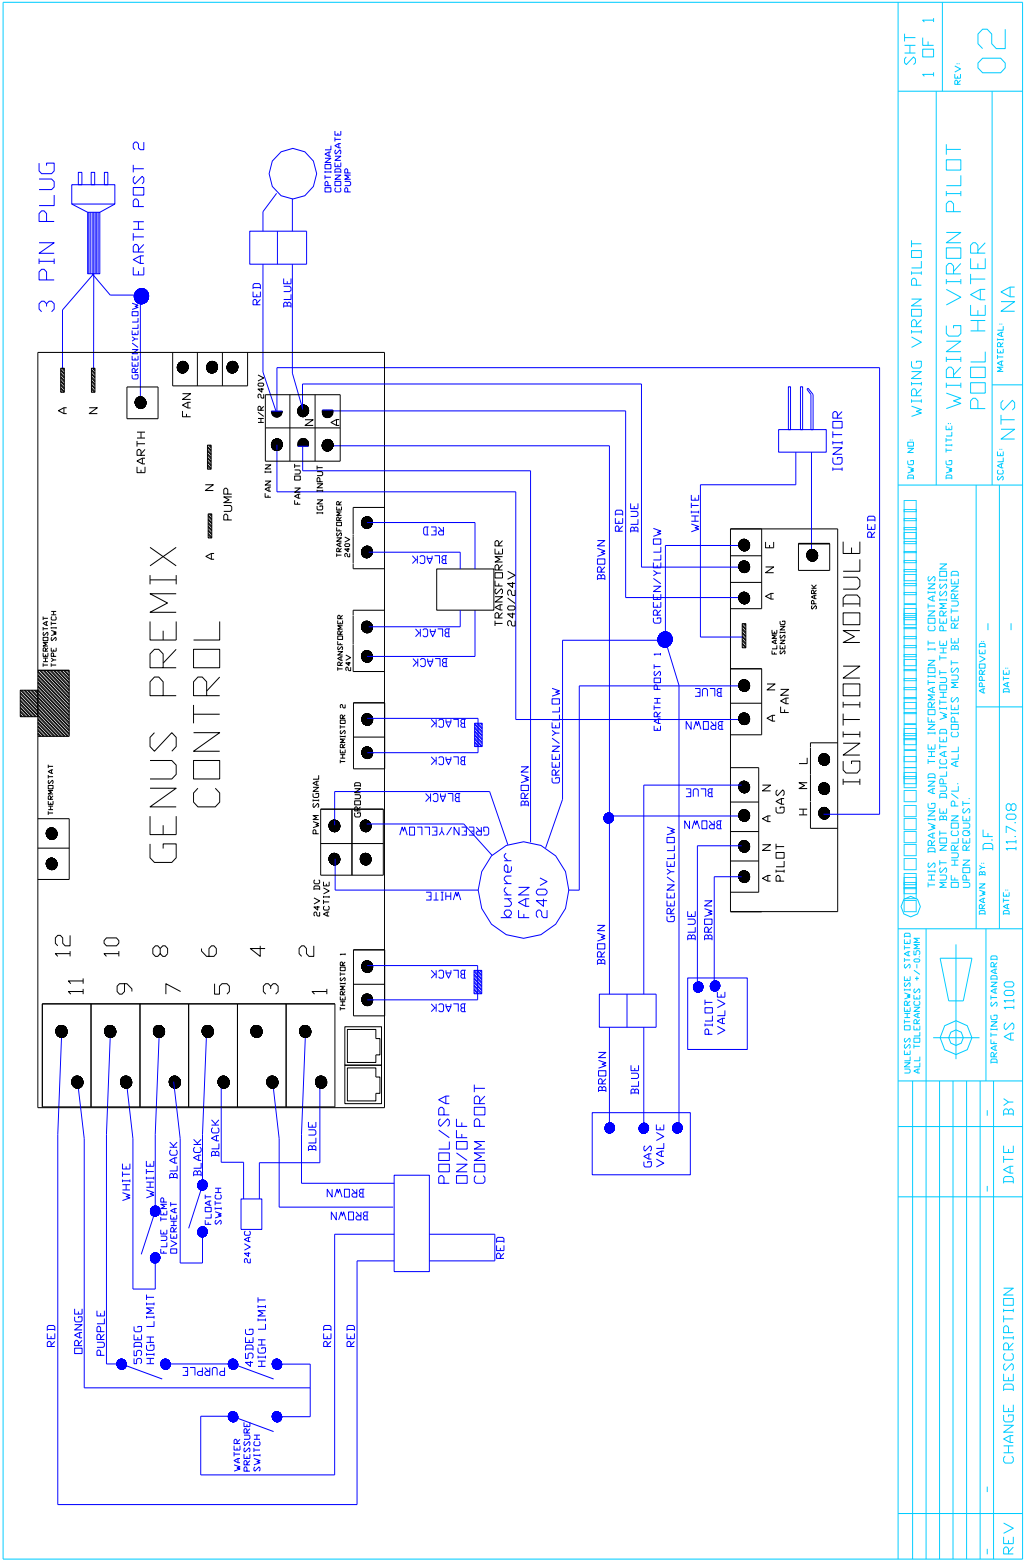 3 PIN PLUG
EARTH POST 2
GREEN/YELLOW
A
N
EARTH
FAN
A N
PUMP
OPTIONAL
CONDENSATE
PUMP
RED
BLUE
H/R 240V
N
A
FAN IN
FAN OUT
IGN INPUT
THERMOSTAT
TYPE SWITCH
THERMOSTAT
GENUS PREMIX
CONTROL
TRANSFORMER
240V
RED
BLACK
TRANSFORMER
240/24V
TRANSFORMER
24V
BLACK
BLACK
THERMISTOR 2
BLACK
BLACK
PWM SIGNAL
GROUND
24V DC
ACTIVE
BLACK
GREEN/YELLOW
WHITE
burner
FAN
240v
BROWN
GREEN/YELLOW
THERMISTOR 1
BLACK
BLACK
12
11
10
9
8
7
6
5
4
3
2
1
POOL/SPA
ON/OFF
COMM PORT
WHITE
WHITE
BLACK
BLACK
BLACK
BLUE
BROWN
BROWN
FLUE TEMP
OVERHEAT
FLOAT
SWITCH
24VAC
RED
RED
ORANGE
PURPLE
55DEG
HIGH LIMIT
PURPLE
45DEG
HIGH LIMIT
RED
RED
WATER
PRESSURE
SWITCH
IGNITOR
WHITE
RED
BROWN
RED
BLUE
GREEN/YELLOW
EARTH POST 1
E
N
A
SPARK
FLAME
SENSING
BLUE
BROWN
N
A
FAN
IGNITION MODULE
H M L
BLUE
BROWN
N
A
GAS
N
A
PILOT
GREEN/YELLOW
BLUE
BROWN
BROWN
PILOT
VALVE
BROWN
BLUE
GAS
VALVE
SHT
1 OF 1
REV:
02
DWG NO:
WIRING VIRON PILOT
DWG TITLE:
WIRING VIRON PILOT
POOL HEATER
SCALE: NTS
MATERIAL: NA
THIS DRAWING AND THE INFORMATION IT CONTAINS
MUST NOT BE DUPLICATED WITHOUT THE PERMISSION
OF HURLCON P/L. ALL COPIES MUST BE RETURNED
UPON REQUEST.
DRAWN BY: D.F
APPROVED: -
DATE: 11.7.08
DATE: -
UNLESS OTHERWISE STATED
ALL TOLERANCES +/-0.5MM
DRAFTING STANDARD
AS 1100
- - - -
REV CHANGE DESCRIPTION DATE BY